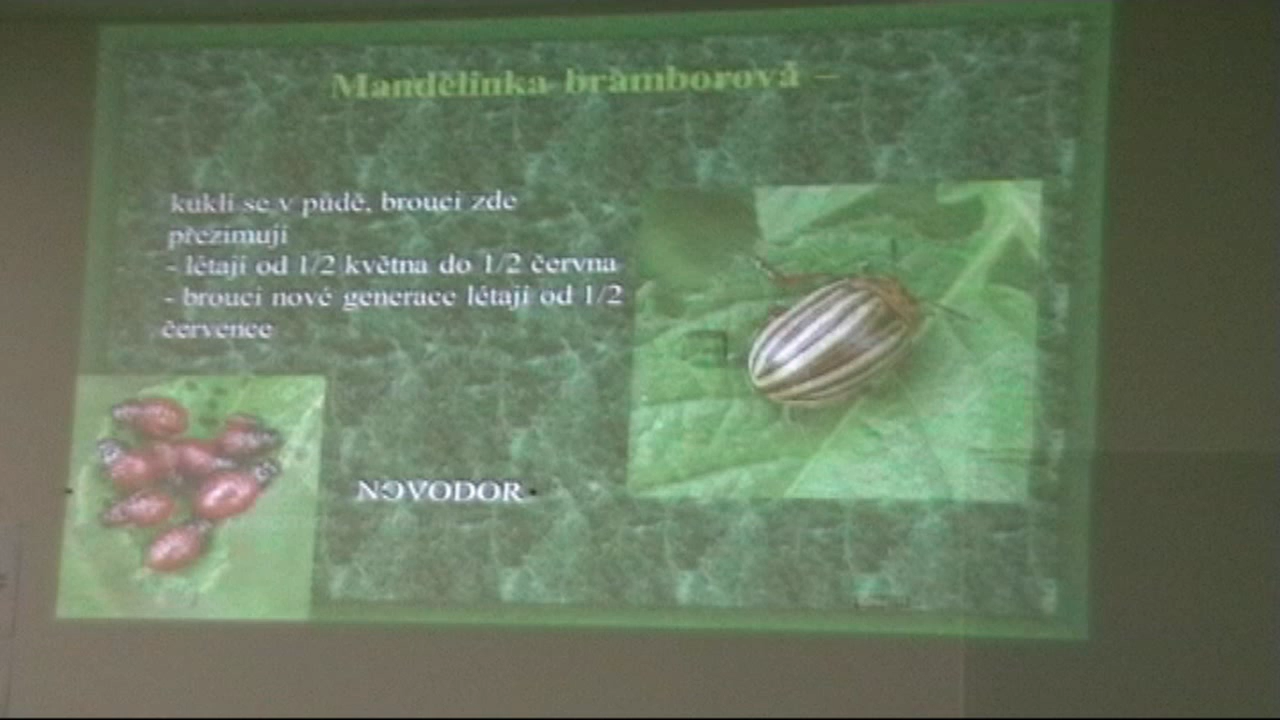 Mandelinka bramborová –
kuklí se v půdě, brouci zde
přezimují
- létají od 1/2 května do 1/2 června
- brouci nové generace létají od 1/2
července
NOVODOR